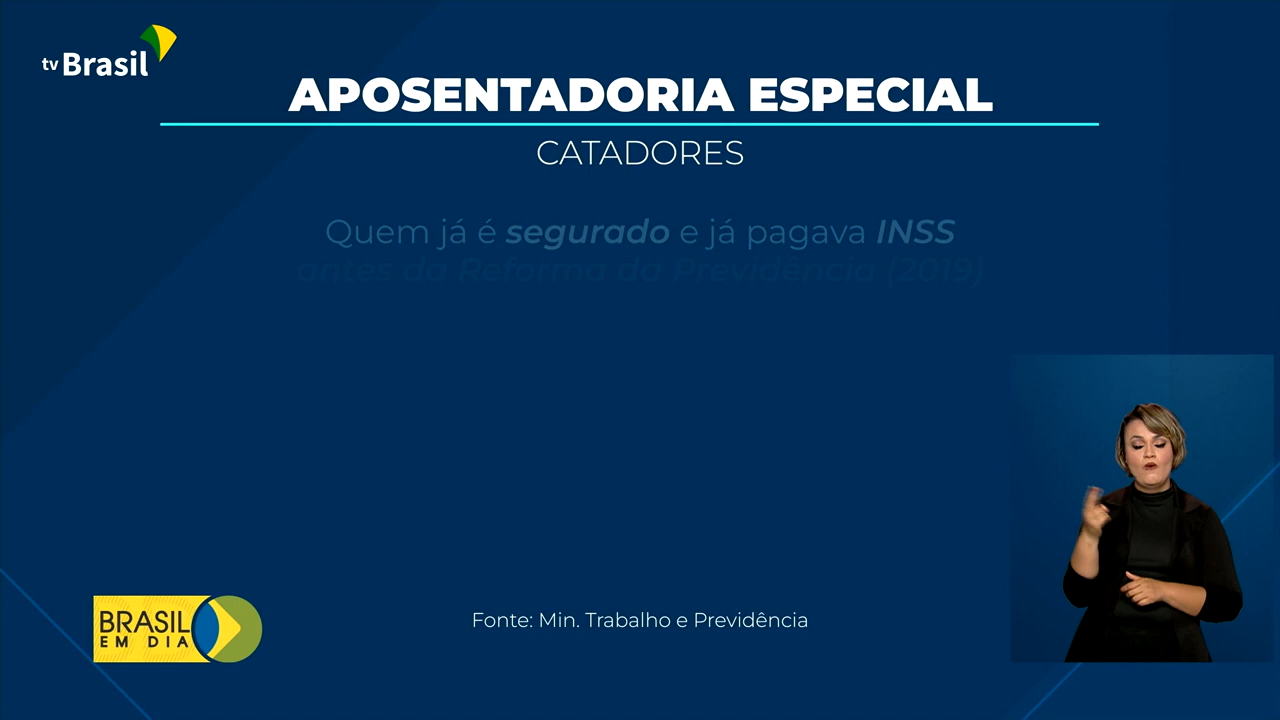 tv Brasil
APOSENTADORIA ESPECIAL
CATADORES
Quem já é segurado e já pagava INSS
antes da Reforma da Previdência (2019)
BRASIL
EM DIA
Fonte: Min. Trabalho e Previdência